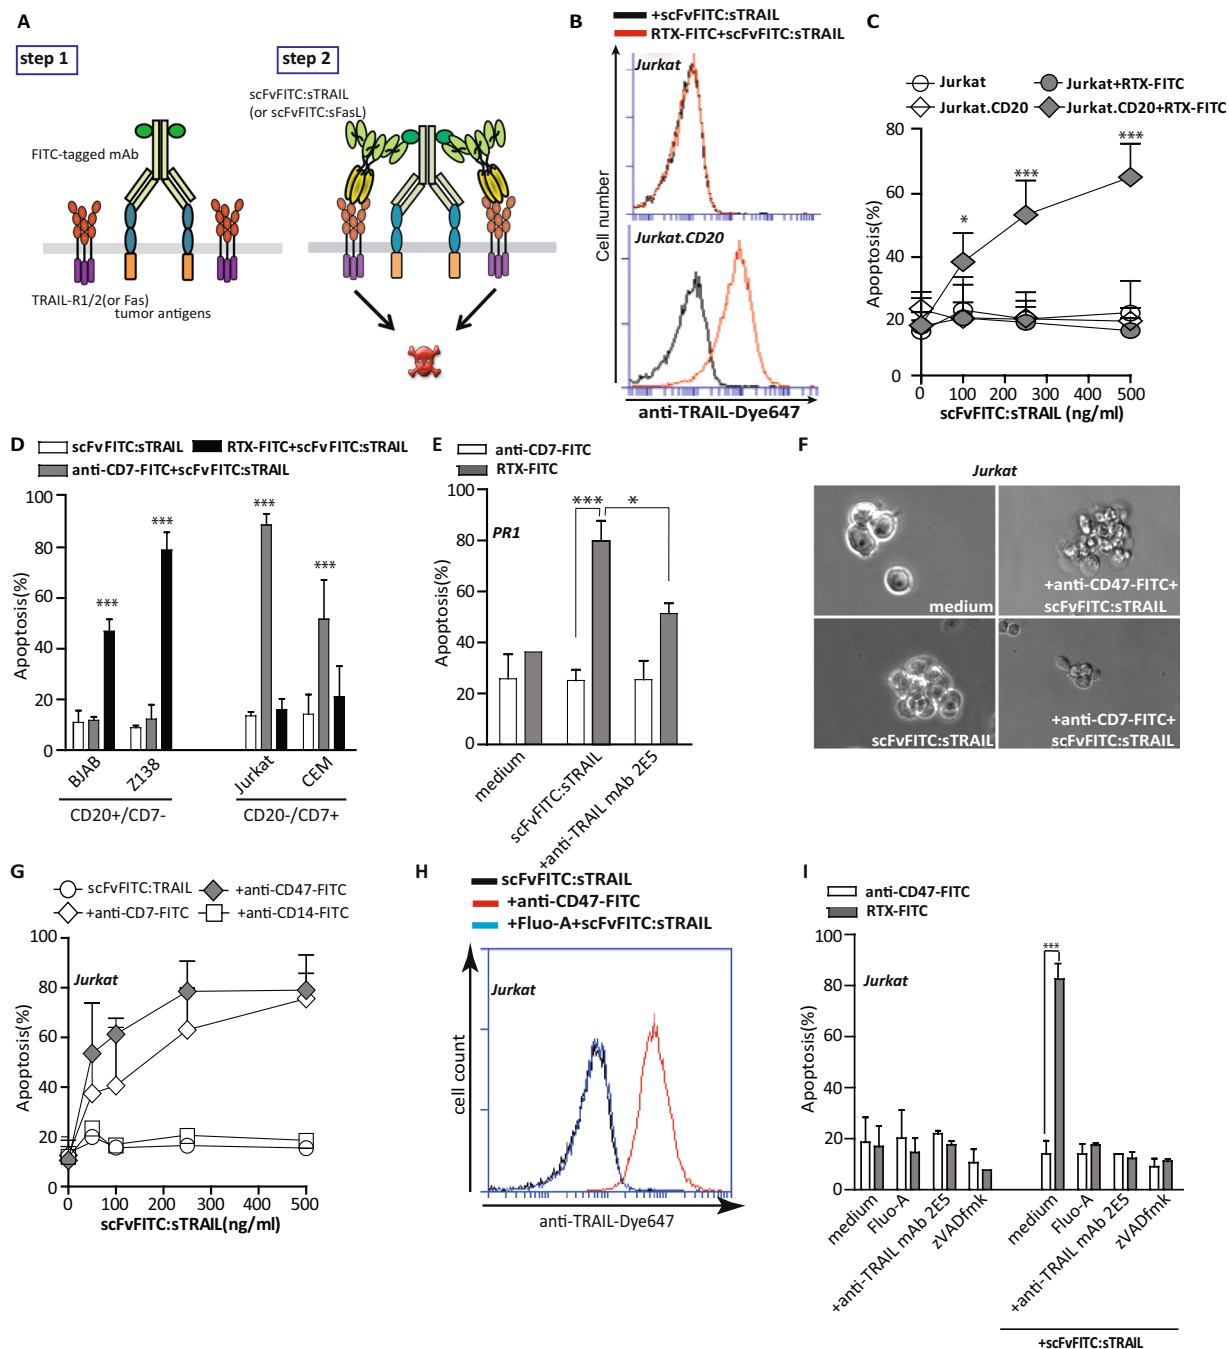 A
step 1
step 2
scFvFITC:sTRAIL
(or scFvFITC:sFasL)
FITC-tagged mAb
TRAIL-R1/2(or Fas)
tumor antigens
B
+scFvFITC:sTRAIL
RTX-FITC+scFvFITC:sTRAIL
Jurkat
Jurkat.CD20
Cell number
anti-TRAIL-Dye647
C
Jurkat
Jurkat+RTX-FITC
Jurkat.CD20
Jurkat.CD20+RTX-FITC
80
60
40
20
0
Apoptosis(%)
*
***
***
0 100 200 300 400 500
scFvFITC:sTRAIL (ng/ml)
D
scFvFITC:sTRAIL
RTX-FITC+scFvFITC:sTRAIL
anti-CD7-FITC+scFvFITC:sTRAIL
100
80
60
40
20
0
Apoptosis(%)
***
***
***
***
BJAB
Z138
Jurkat
CEM
CD20+/CD7-
CD20-/CD7+
E
anti-CD7-FITC
RTX-FITC
100
80
60
40
20
0
Apoptosis(%)
PR1
***
*
medium
scFvFITC:sTRAIL
+anti-TRAIL mAb 2E5
F
Jurkat
medium
+anti-CD47-FITC+
scFvFITC:sTRAIL
scFvFITC:sTRAIL
+anti-CD7-FITC+
scFvFITC:sTRAIL
G
scFvFITC:TRAIL
+anti-CD47-FITC
+anti-CD7-FITC
+anti-CD14-FITC
100
80
60
40
20
0
Apoptosis(%)
Jurkat
0 100 200 300 400 500
scFvFITC:sTRAIL(ng/ml)
H
scFvFITC:sTRAIL
+anti-CD47-FITC
+Fluo-A+scFvFITC:sTRAIL
Jurkat
cell count
anti-TRAIL-Dye647
I
anti-CD47-FITC
RTX-FITC
100
80
60
40
20
0
Apoptosis(%)
Jurkat
***
medium
Fluo-A
+anti-TRAIL mAb 2E5
zVADfmk
medium
Fluo-A
+anti-TRAIL mAb 2E5
zVADfmk
+scFvFITC:sTRAIL